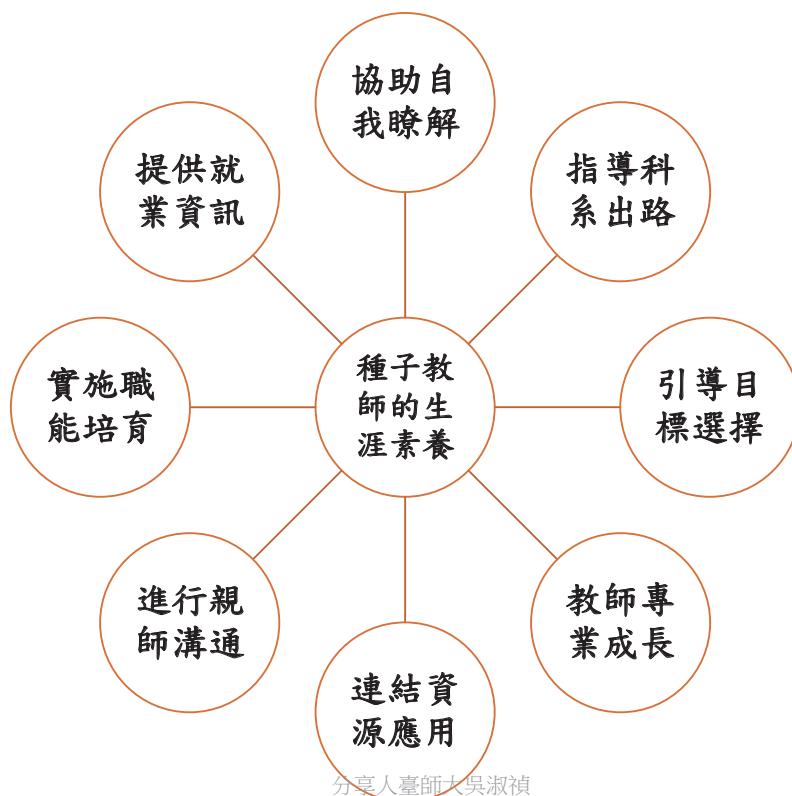 協助自
我瞭解
指導科
系出路
引導目
標選擇
教師專
業成長
連結資
源應用
進行親
師溝通
實施職
能培育
提供就
業資訊
種子教
師的生
涯素養
分享人臺師大吳淑禎